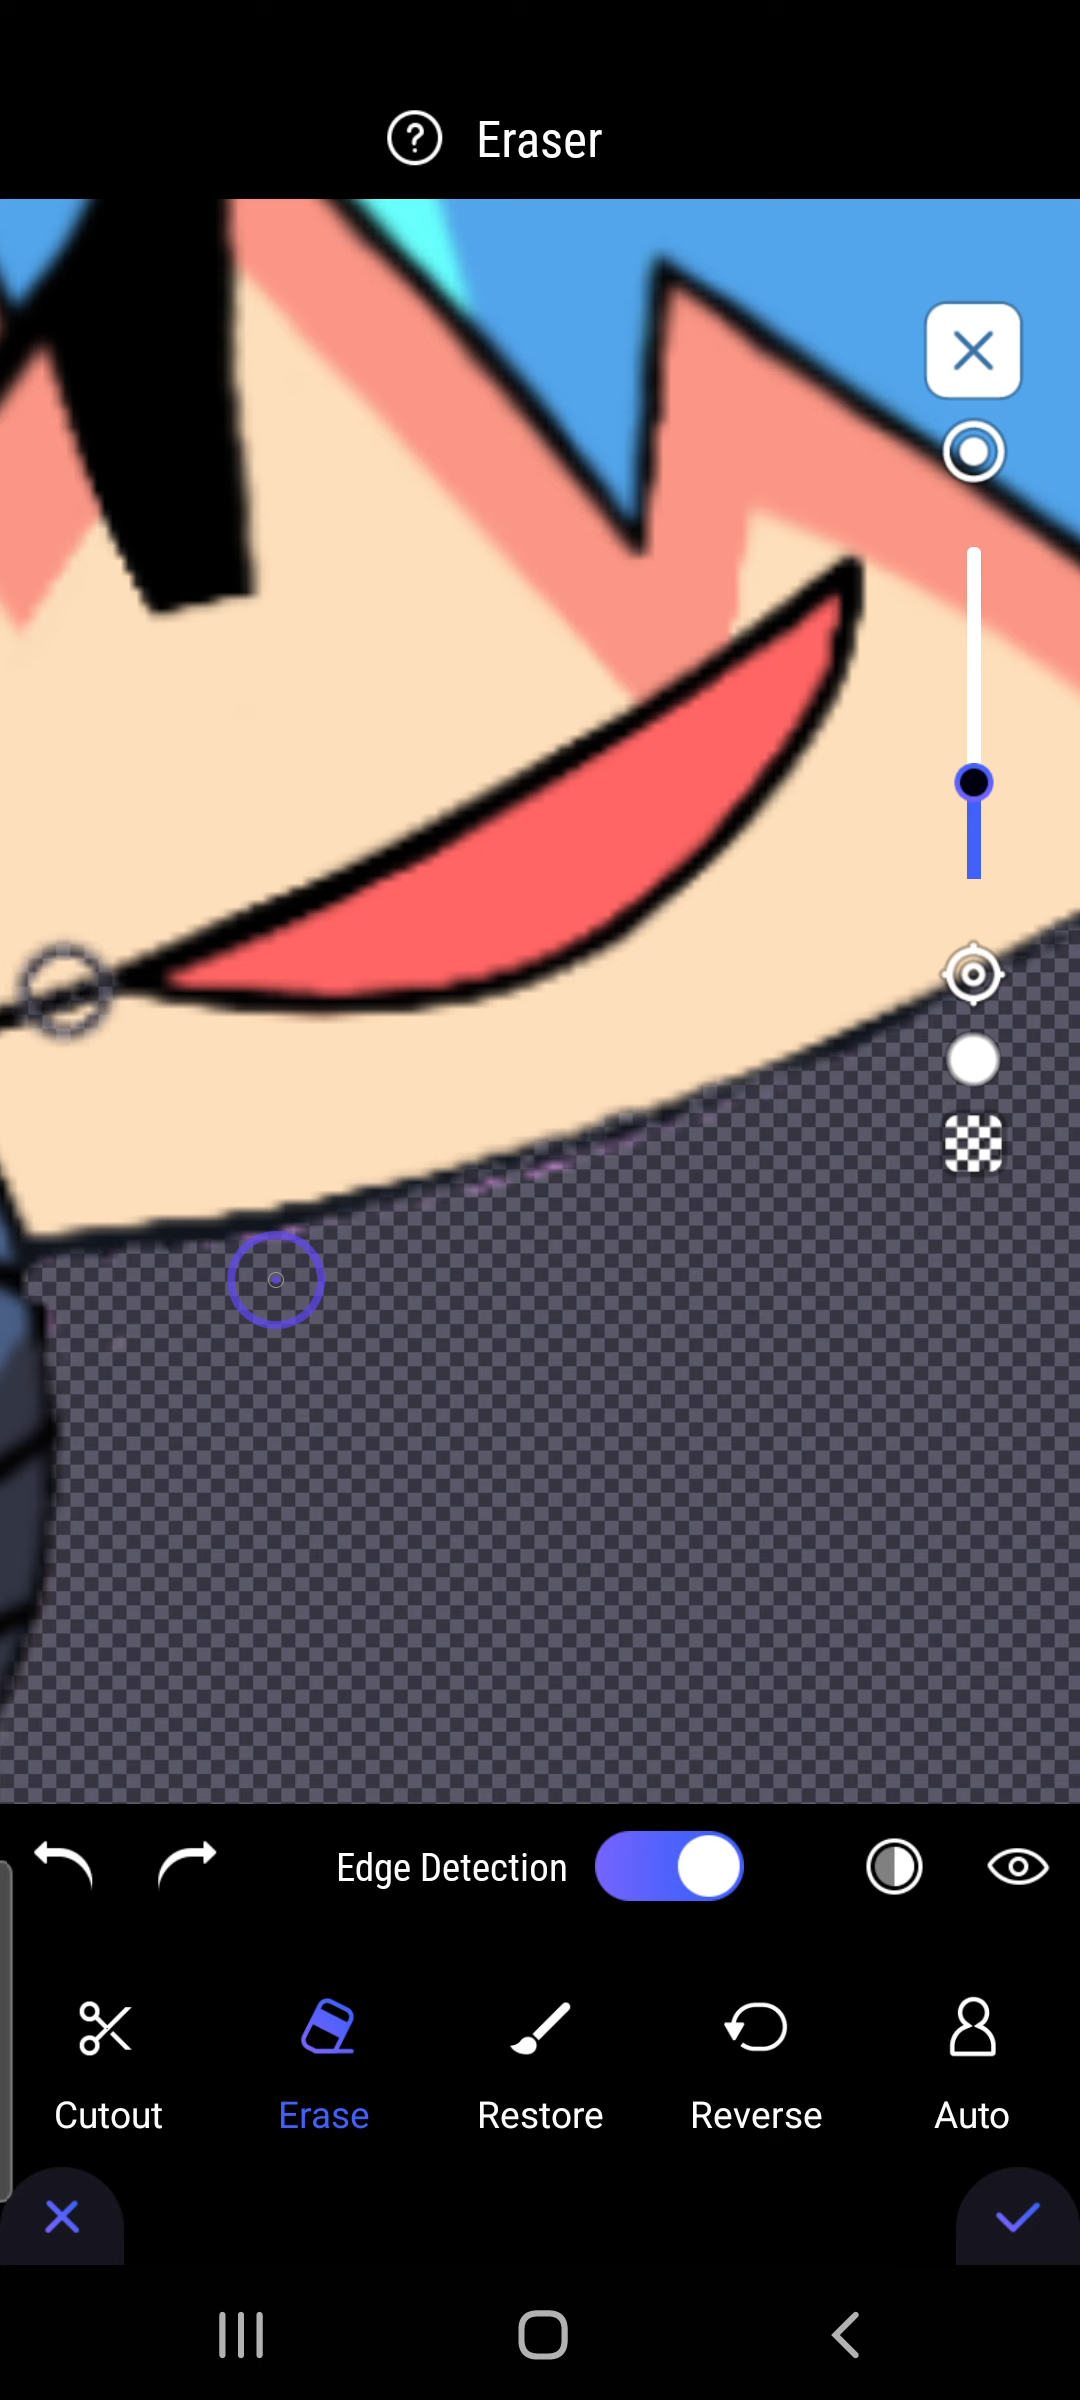 Eraser
Edge Detection
Cutout
Erase
Restore
Reverse
Auto